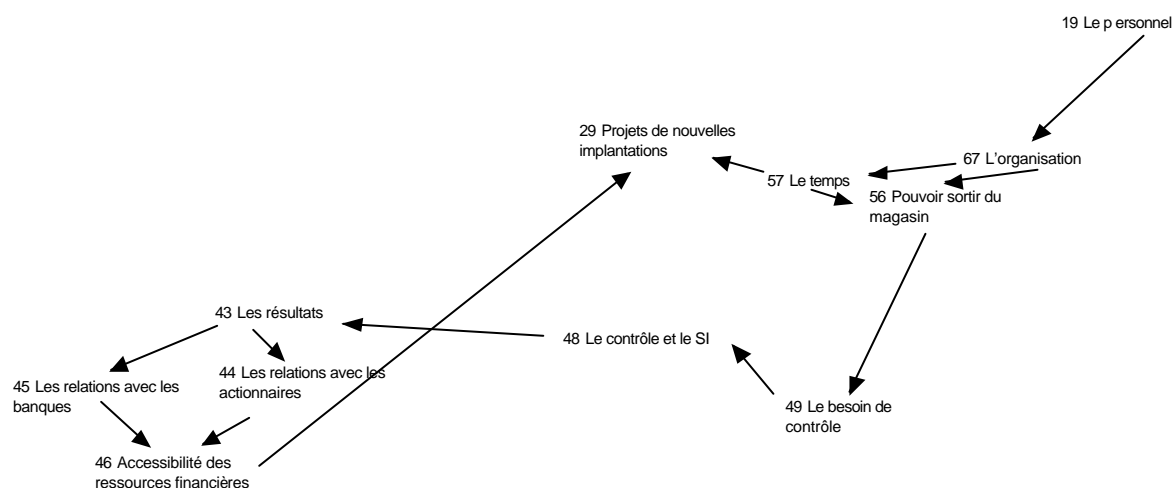 19 Le p ersonnel
29 Projets de nouvelles
implantations
67 L'organisation
57 Le temps
56 Pouvoir sortir du
magasin
43 Les résultats
48 Le contrôle et le SI
45 Les relations avec les
banques
44 Les relations avec les
actionnaires
49 Le besoin de
contrôle
46 Accessibilité des
ressources financières